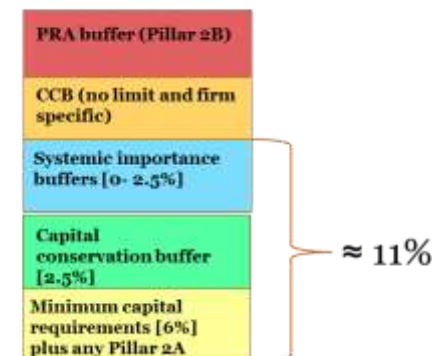 PRA buffer (Pillar 2B)
CCB (no limit and firm
specific)
Systemic importance
buffers [0- 2.5%]
≈ 11%
Capital
conservation buffer
[2.5%]
Minimum capital
requirements [6%]
plus any Pillar 2A